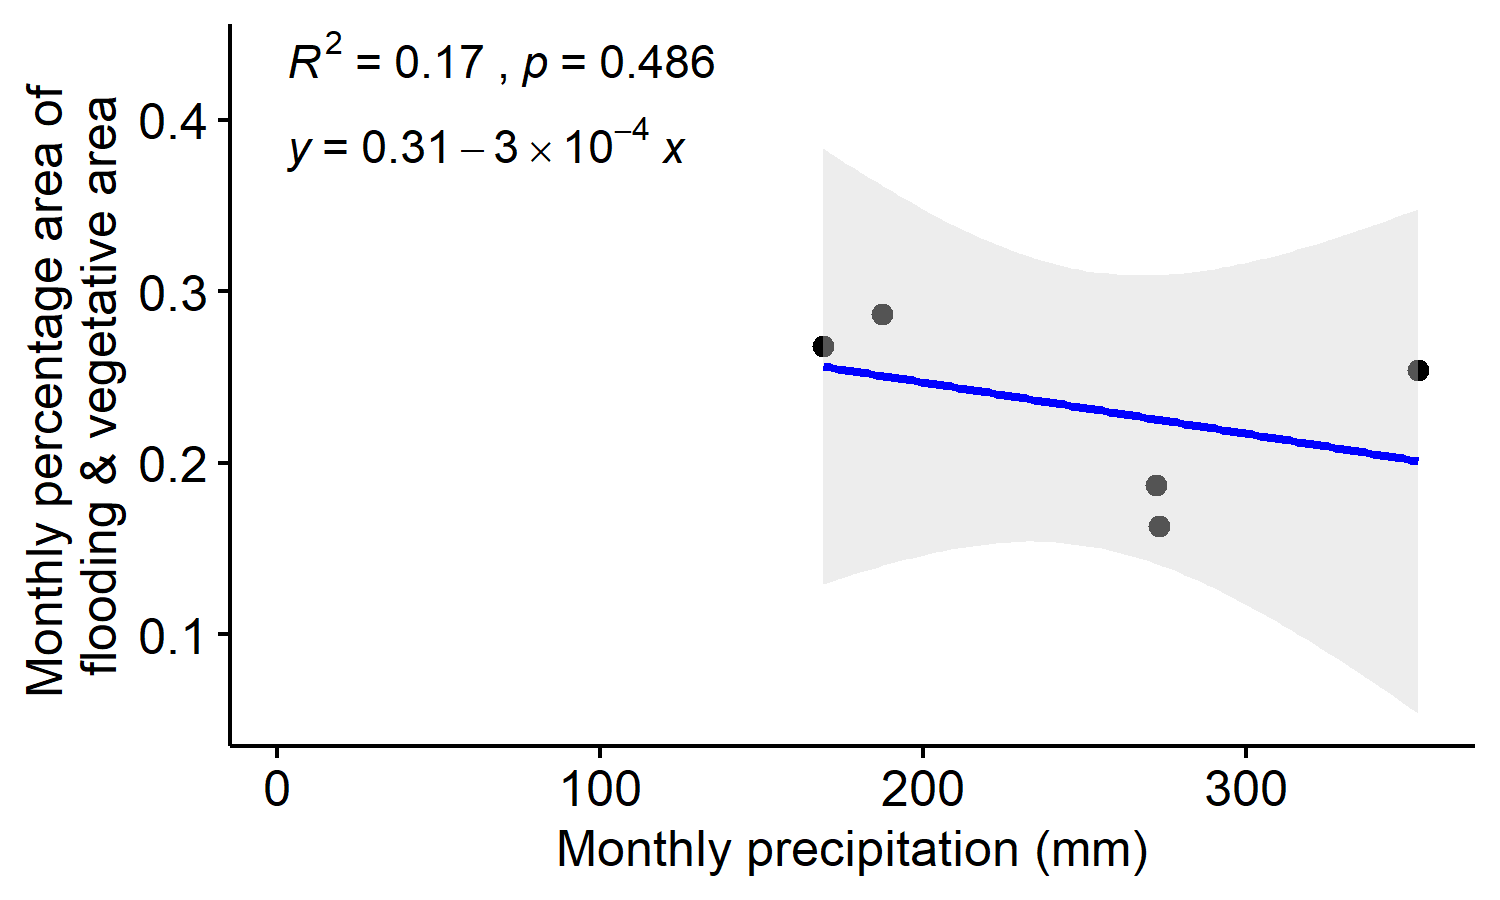 R² = 0.17 , p = 0.486
y = 0.31 − 3 × 10⁻⁴ x
Monthly percentage area of
flooding & vegetative area
0.4
0.3
0.2
0.1
0 100 200 300
Monthly precipitation (mm)